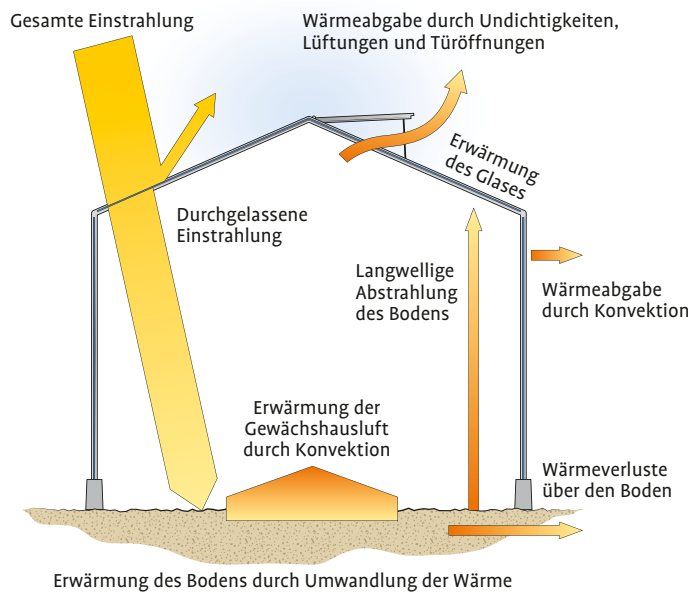 Gesamte Einstrahlung
Wärmeabgabe durch Undichtigkeiten,
Lüftungen und Türöffnungen
Erwärmung
des Glases
Durchgelassene
Einstrahlung
Langwellige
Abstrahlung
des Bodens
Wärmeabgabe
durch Konvektion
Erwärmung der
Gewächshausluft
durch Konvektion
Wärmeverluste
über den Boden
Erwärmung des Bodens durch Umwandlung der Wärme